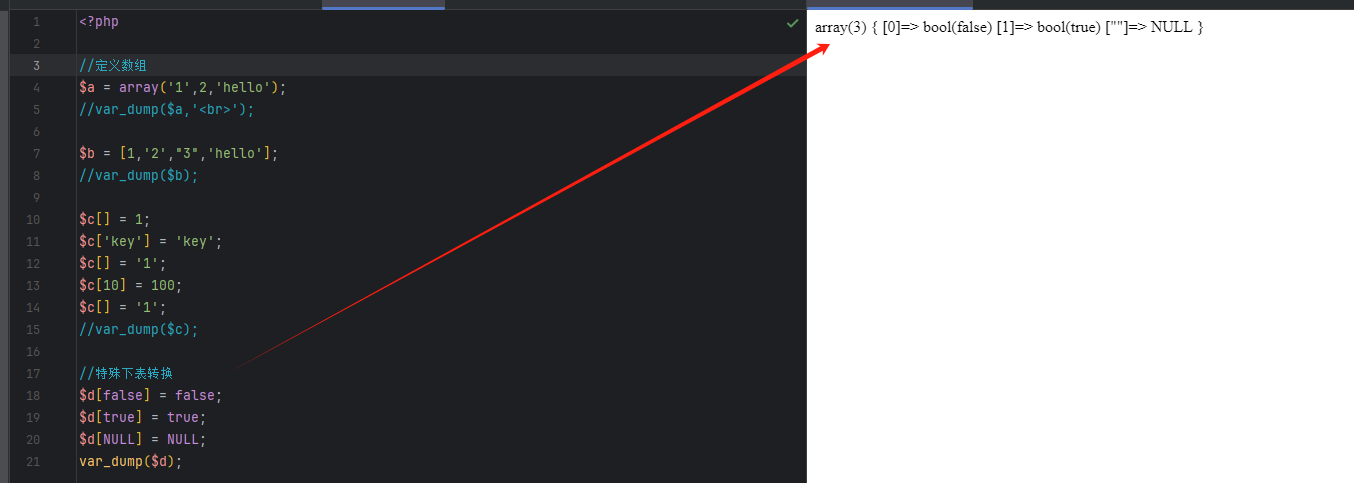 1 <?php
2
3 //定义数组
4 $a = array('1',2,'hello');
5 //var_dump($a,'<br>');
6
7 $b = [1,'2',"3",'hello'];
8 //var_dump($b);
9
10 $c[] = 1;
11 $c['key'] = 'key';
12 $c[] = '1';
13 $c[10] = 100;
14 $c[] = '1';
15 //var_dump($c);
16
17 //特殊下表转换
18 $d[false] = false;
19 $d[true] = true;
20 $d[NULL] = NULL;
21 var_dump($d);
array(3) { [0]=> bool(false) [1]=> bool(true) [""]=> NULL }